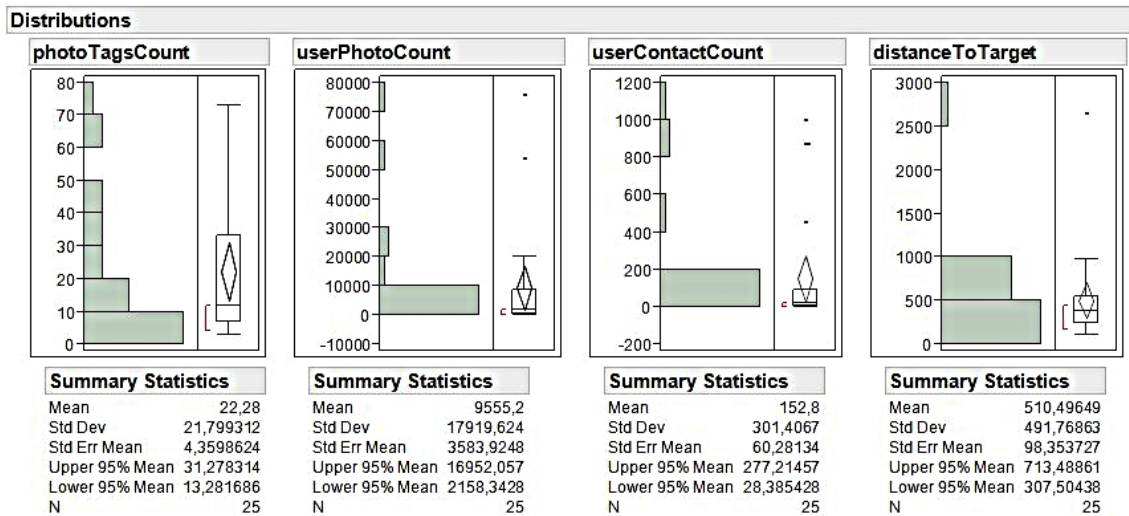 Distributions
photoTagsCount
80
70
60
50
40
30
20
10
0
Summary Statistics
Mean 22,28
Std Dev 21,799312
Std Err Mean 4,3598624
Upper 95% Mean 31,278314
Lower 95% Mean 13,281686
N 25
userPhotoCount
80000
70000
60000
50000
40000
30000
20000
10000
0
-10000
Summary Statistics
Mean 9555,2
Std Dev 17919,624
Std Err Mean 3583,9248
Upper 95% Mean 16952,057
Lower 95% Mean 2158,3428
N 25
userContactCount
1200
1000
800
600
400
200
0
-200
Summary Statistics
Mean 152,8
Std Dev 301,4067
Std Err Mean 60,28134
Upper 95% Mean 277,21457
Lower 95% Mean 28,385428
N 25
distanceToTarget
3000
2500
2000
1500
1000
500
0
Summary Statistics
Mean 510,49649
Std Dev 491,76863
Std Err Mean 98,353727
Upper 95% Mean 713,48861
Lower 95% Mean 307,50438
N 25